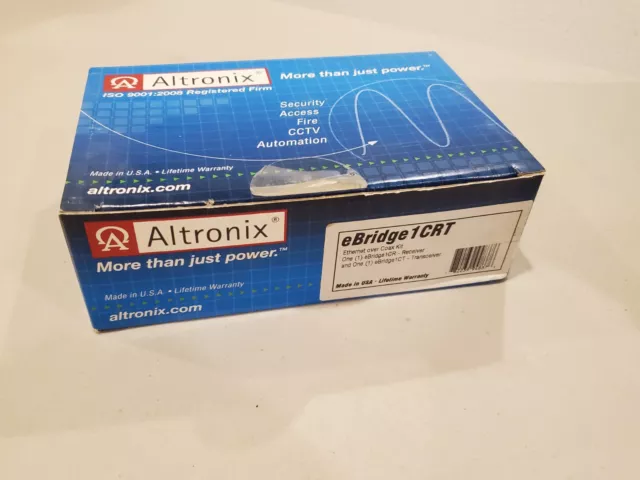 Altronix®
More than just power.™
ISO 9001:2008 Registered Firm
Security
Access
Fire
CCTV
Automation
Made in U.S.A. • Lifetime Warranty
altronix.com
Altronix®
More than just power.™
Made in U.S.A. • Lifetime Warranty
altronix.com
eBridge1CRT
Ethernet over Coax Kit
One (1) eBridge1CR - Receiver
and One (1) eBridge1CT - Transceiver
Made in USA - Lifetime Warranty